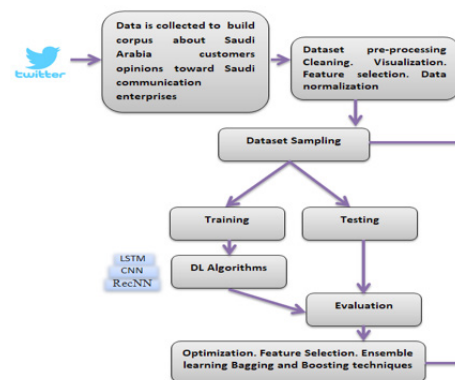 twitter
Data is collected to build
corpus about Saudi
Arabia customers
opinions toward Saudi
communication
enterprises
Dataset pre-processing
Cleaning. Visualization.
Feature selection. Data
normalization
Dataset Sampling
Training
Testing
LSTM
CNN
RecNN
DL Algorithms
Evaluation
Optimization. Feature Selection. Ensemble
learning Bagging and Boosting techniques